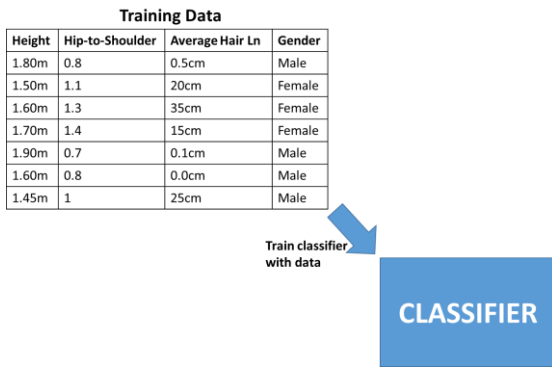 Training Data
Height Hip-to-Shoulder Average Hair Ln Gender
1.80m 0.8 0.5cm Male
1.50m 1.1 20cm Female
1.60m 1.3 35cm Female
1.70m 1.4 15cm Female
1.90m 0.7 0.1cm Male
1.60m 0.8 0.0cm Male
1.45m 1 25cm Male
Train classifier
with data
CLASSIFIER